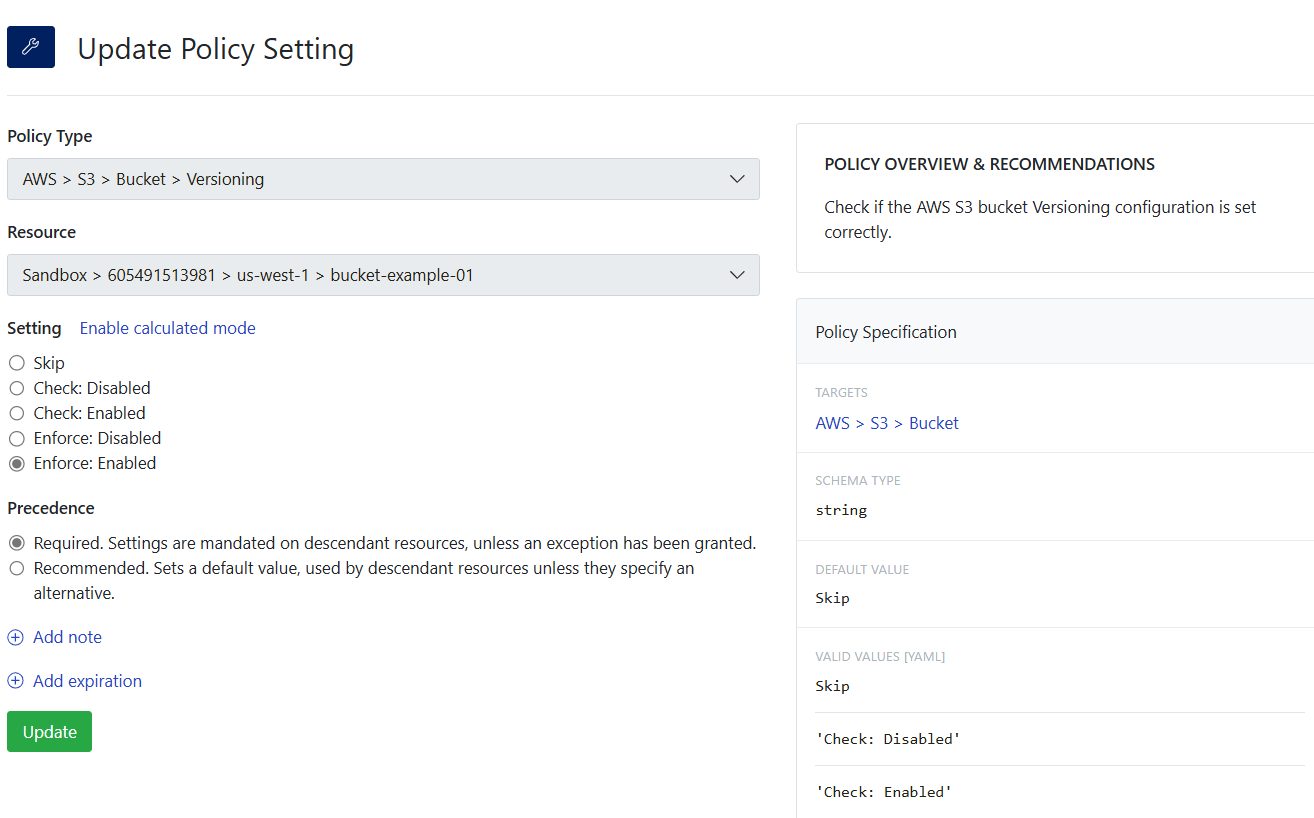 Update Policy Setting
Policy Type
AWS > S3 > Bucket > Versioning
Resource
Sandbox > 605491513981 > us-west-1 > bucket-example-01
Setting Enable calculated mode
Skip
Check: Disabled
Check: Enabled
Enforce: Disabled
Enforce: Enabled
Precedence
Required. Settings are mandated on descendant resources, unless an exception has been granted.
Recommended. Sets a default value, used by descendant resources unless they specify an
alternative.
Add note
Add expiration
Update
POLICY OVERVIEW & RECOMMENDATIONS
Check if the AWS S3 bucket Versioning configuration is set
correctly.
Policy Specification
TARGETS
AWS > S3 > Bucket
SCHEMA TYPE
string
DEFAULT VALUE
Skip
VALID VALUES [YAML]
Skip
'Check: Disabled'
'Check: Enabled'